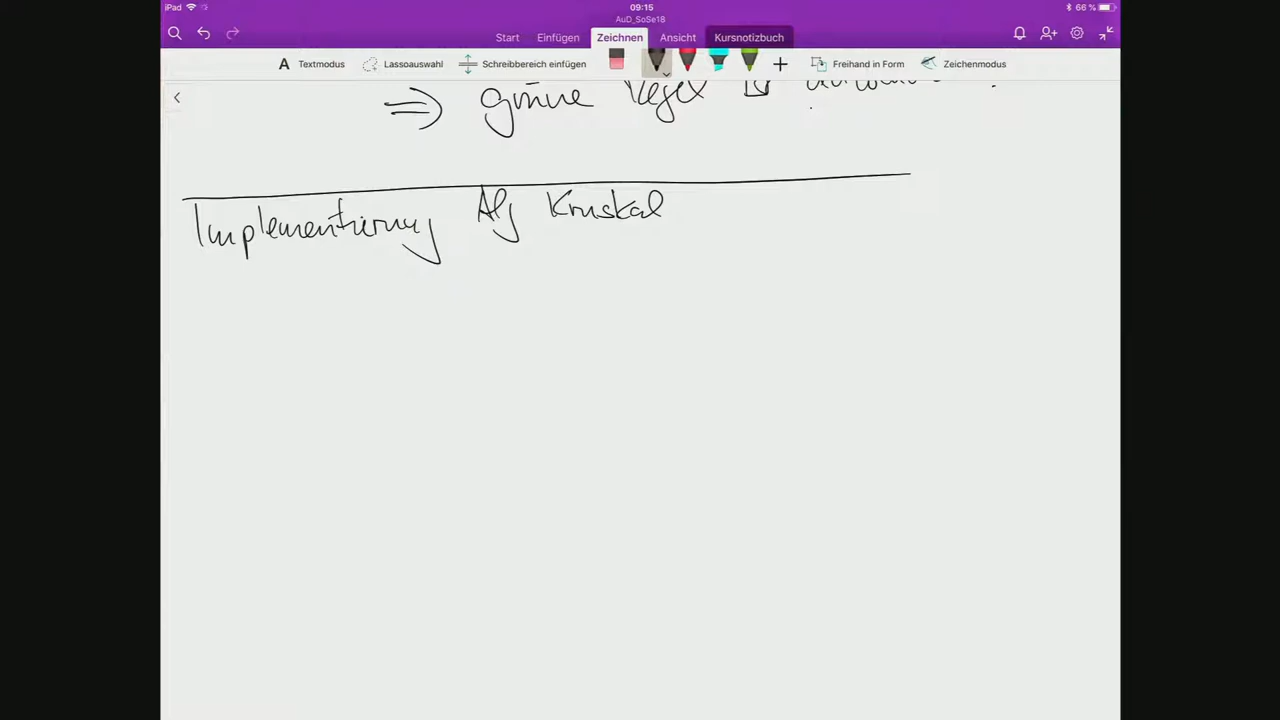 iPad 09:15 66 %
AuD_SoSe18
Start Einfügen Zeichnen Ansicht Kursnotizbuch
A Textmodus Lassoauswahl Schreibbereich einfügen Freihand in Form Zeichenmodus
⇒ grüne Regel ist
Implementierung Alg Kruskal